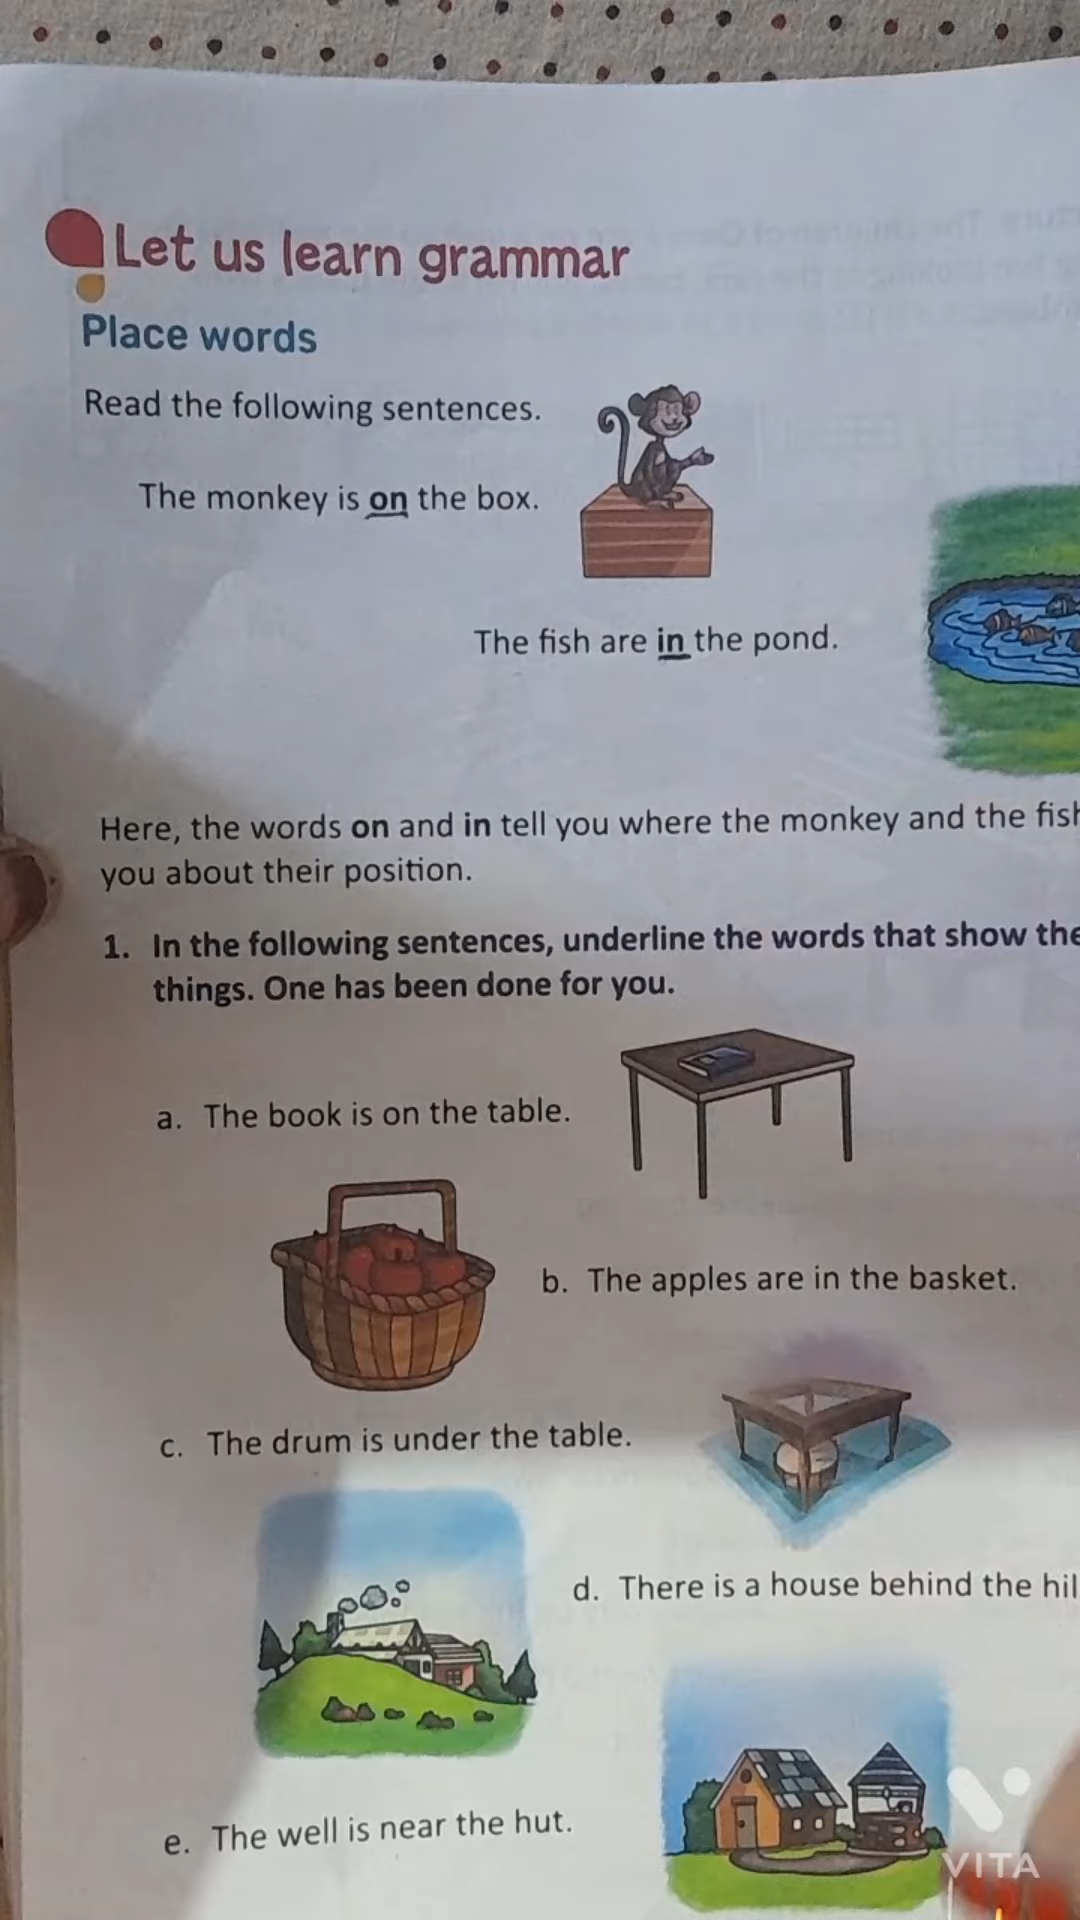 Let us learn grammar
Place words
Read the following sentences.
The monkey is on the box.
The fish are in the pond.
Here, the words on and in tell you where the monkey and the fish
you about their position.
1. In the following sentences, underline the words that show the
things. One has been done for you.
a. The book is on the table.
b. The apples are in the basket.
c. The drum is under the table.
d. There is a house behind the hil
e. The well is near the hut.
VITA